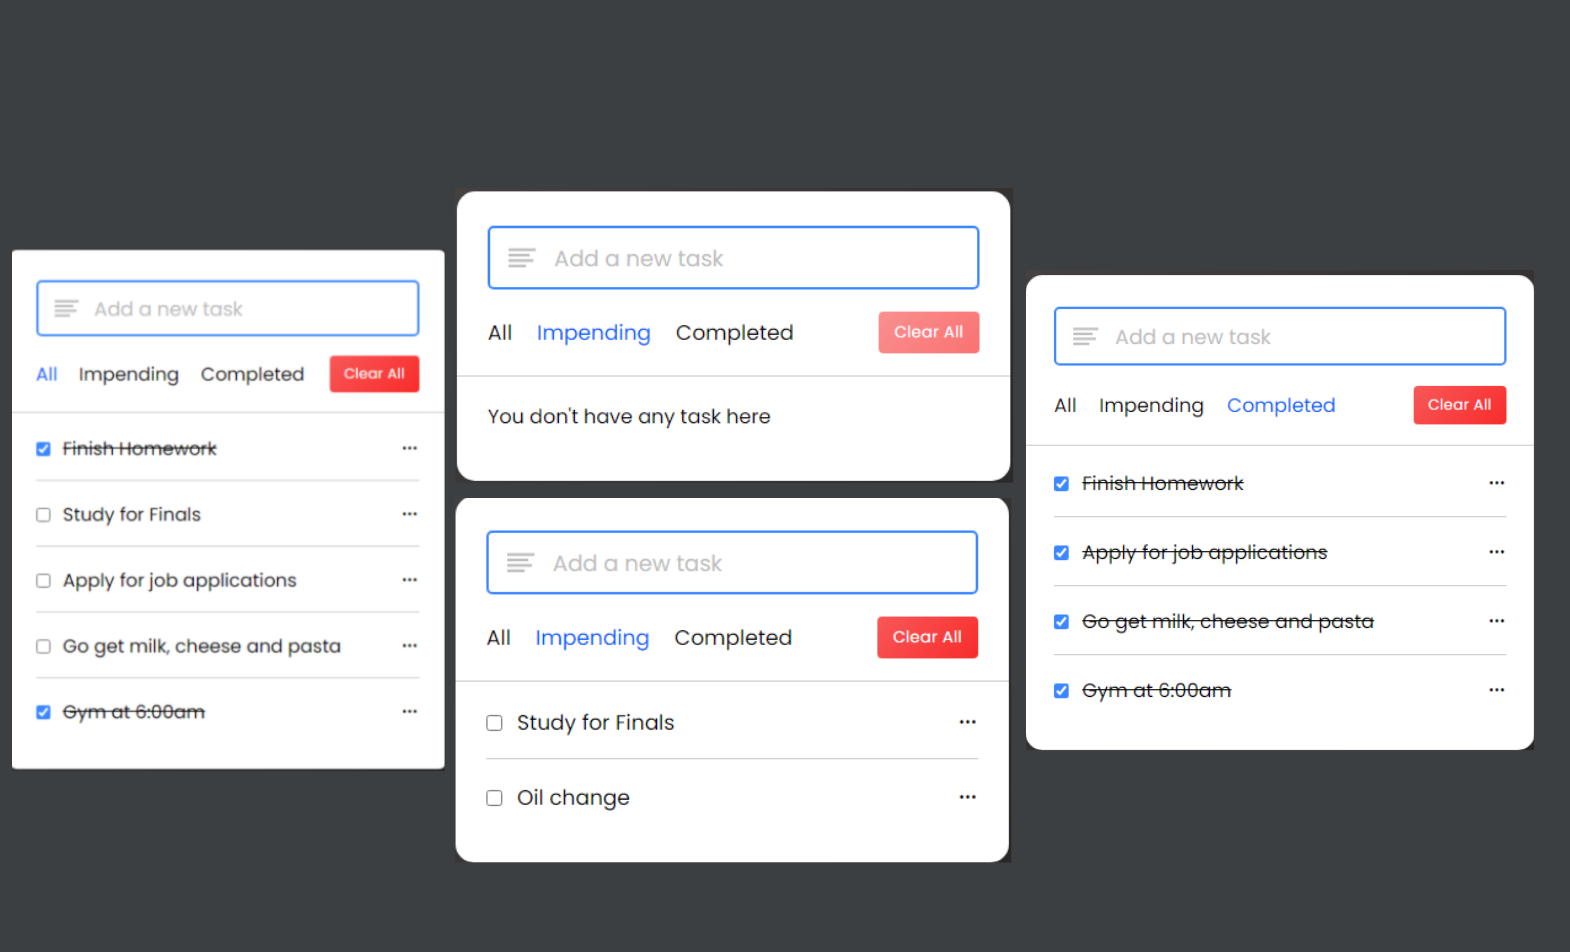 Add a new task
All Impending Completed Clear All
Finish Homework
Study for Finals
Apply for job applications
Go get milk, cheese and pasta
Gym at 6:00am
Add a new task
All Impending Completed Clear All
You don't have any task here
Add a new task
All Impending Completed Clear All
Study for Finals
Oil change
Add a new task
All Impending Completed Clear All
Finish Homework
Apply for job applications
Go get milk, cheese and pasta
Gym at 6:00am